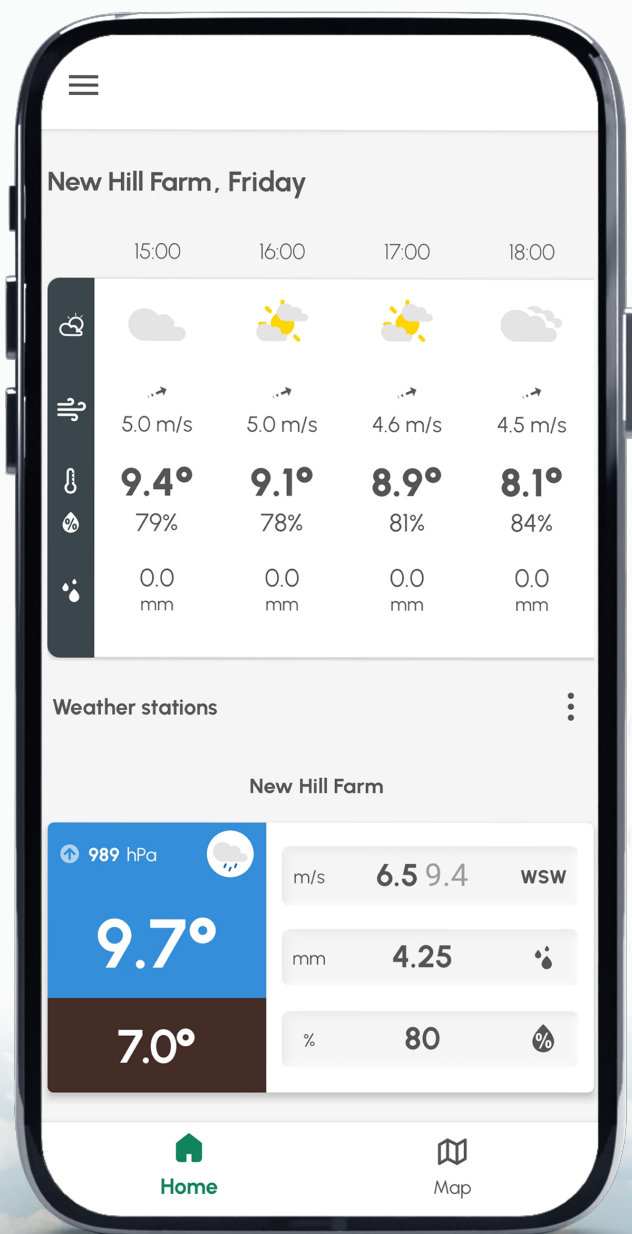 New Hill Farm, Friday
15:00 16:00 17:00 18:00
5.0 m/s 5.0 m/s 4.6 m/s 4.5 m/s
9.4° 9.1° 8.9° 8.1°
% 79% 78% 81% 84%
0.0 0.0 0.0 0.0
mm mm mm mm
Weather stations
New Hill Farm
989 hPa
m/s 6.5 9.4 WSW
9.7°
mm 4.25
7.0°
% 80 %
Home Map